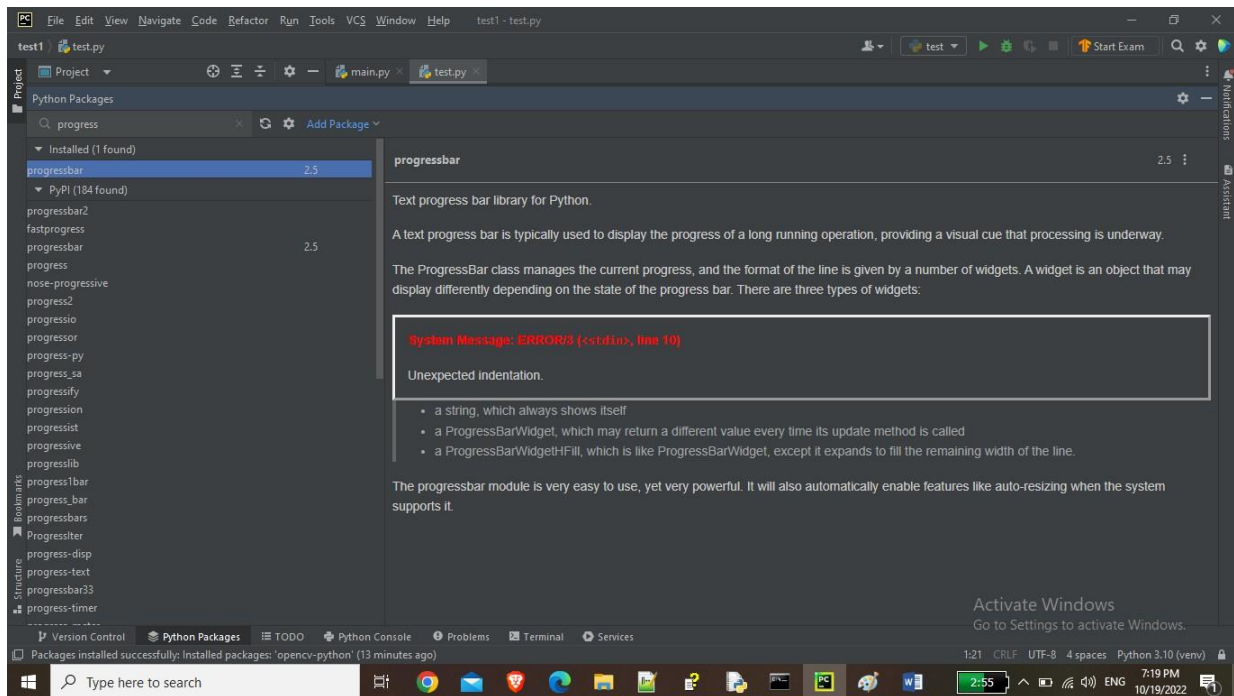 PC File Edit View Navigate Code Refactor Run Tools VCS Window Help test1 - test.py
test1 test.py test Start Exam
Project main.py test.py
Python Packages
progress Add Package
Installed (1 found)
progressbar 2.5
PyPI (184 found)
progressbar2
fastprogress
progressbar 2.5
progress
nose-progressive
progress2
progressio
progressor
progress-py
progress_sa
progressify
progression
progressist
progressive
progresslib
progress1bar
progress_bar
progressbars
ProgressIter
progress-disp
progress-text
progressbar33
progress-timer
progressbar 2.5
Text progress bar library for Python.
A text progress bar is typically used to display the progress of a long running operation, providing a visual cue that processing is underway.
The ProgressBar class manages the current progress, and the format of the line is given by a number of widgets. A widget is an object that may
display differently depending on the state of the progress bar. There are three types of widgets:
System Message: ERROR/3 (<stdin>, line 10)
Unexpected indentation.
• a string, which always shows itself
• a ProgressBarWidget, which may return a different value every time its update method is called
• a ProgressBarWidgetHFill, which is like ProgressBarWidget, except it expands to fill the remaining width of the line.
The progressbar module is very easy to use, yet very powerful. It will also automatically enable features like auto-resizing when the system
supports it.
Project
Bookmarks
Structure
Notifications
Assistant
Activate Windows
Go to Settings to activate Windows.
Version Control Python Packages TODO Python Console Problems Terminal Services
Packages installed successfully: Installed packages: 'opencv-python' (13 minutes ago) 1:21 CRLF UTF-8 4 spaces Python 3.10 (venv)
Type here to search 2:55 ENG 7:19 PM
10/19/2022